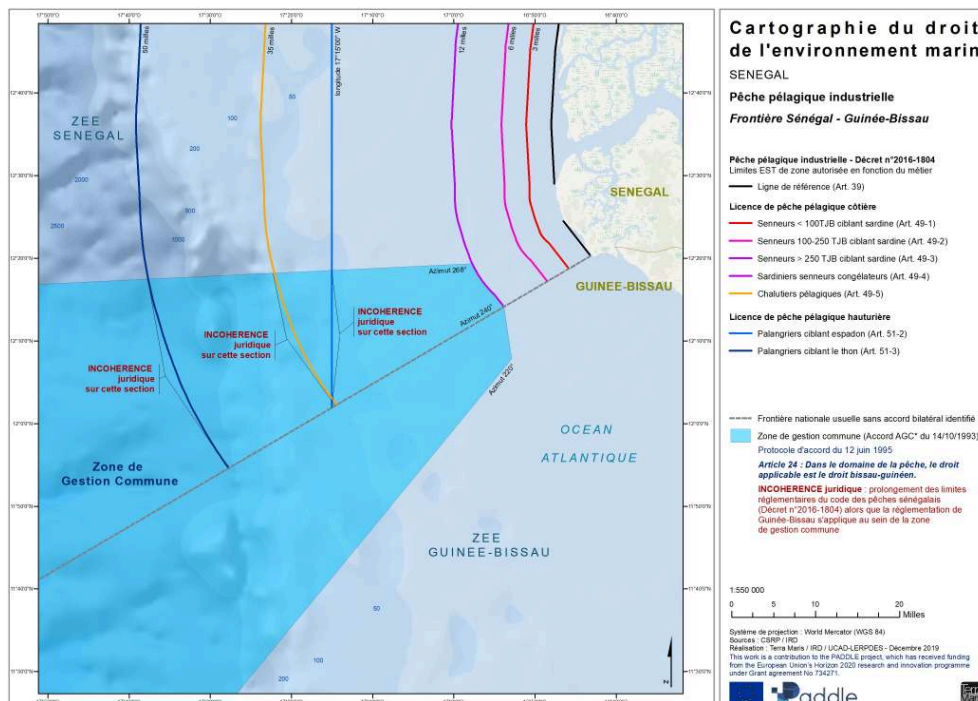 Cartographie du droit
de l'environnement marin
SENEGAL
Pêche pélagique industrielle
Frontière Sénégal - Guinée-Bissau
Pêche pélagique industrielle - Décret n°2016-1804
Limites EST de zone autorisée en fonction du métier
Ligne de référence (Art. 39)
Licence de pêche pélagique côtière
Senneurs < 100TJB ciblant sardine (Art. 49-1)
Senneurs 100-250 TJB ciblant sardine (Art. 49-2)
Senneurs > 250 TJB ciblant sardine (Art. 49-3)
Sardiniers senneurs congélateurs (Art. 49-4)
Chalutiers pélagiques (Art. 49-5)
Licence de pêche pélagique hauturière
Palangriers ciblant espadon (Art. 51-2)
Palangriers ciblant le thon (Art. 51-3)
Frontière nationale usuelle sans accord bilatéral identifié
Zone de gestion commune (Accord AGC* du 14/10/1993)
Protocole d'accord du 12 juin 1995
Article 24 : Dans le domaine de la pêche, le droit
applicable est le droit bissau-guinéen.
INCOHERENCE juridique : prolongement des limites
réglementaires du code des pêches sénégalais
(Décret n°2016-1804) alors que la réglementation de
Guinée-Bissau s'applique au sein de la zone
de gestion commune
1:550 000
0 5 10 20
Milles
Système de projection : World Mercator (WGS 84)
Sources : CSRP / IRD
Réalisation : Terra Maris / IRD / UCAD-LERPDES - Décembre 2019
This work is a contribution to the PADDLE project, which has received funding
from the European Union's Horizon 2020 research and innovation programme
under Grant agreement No 734271.
Paddle
50 milles
35 milles
longitude 17°15'00" W
12 milles
6 milles
3 milles
ZEE
SENEGAL
50
100
200
500
1000
2000
2500
SENEGAL
GUINEE-BISSAU
Azimut 268°
Azimut 240°
Azimut 220°
INCOHERENCE
juridique
sur cette section
INCOHERENCE
juridique
sur cette section
INCOHERENCE
juridique
sur cette section
Zone de
Gestion Commune
OCEAN
ATLANTIQUE
ZEE
GUINEE-BISSAU
50
100
200
N